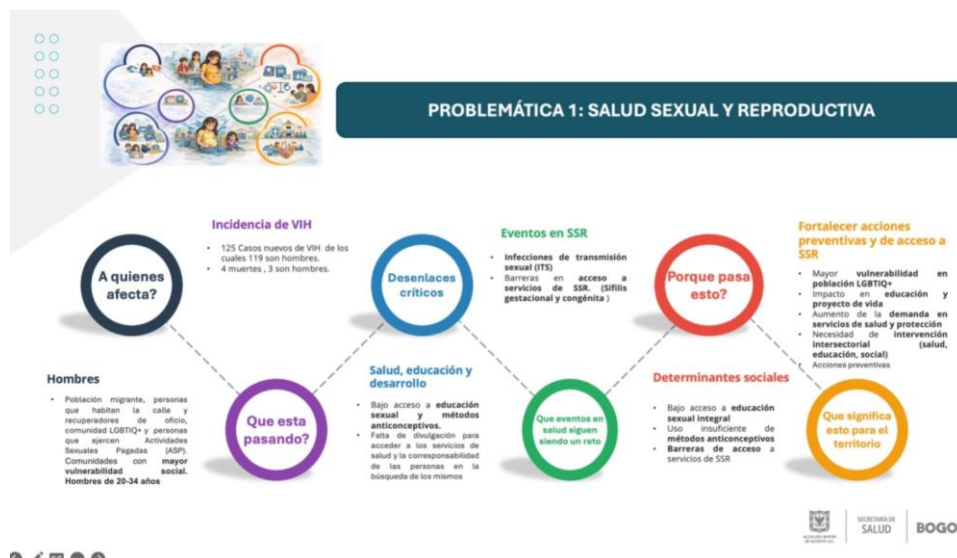 PROBLEMÁTICA 1: SALUD SEXUAL Y REPRODUCTIVA
A quienes
afecta?
Hombres
• Población migrante, personas
que habitan la calle y
recuperadores de oficio,
comunidad LGBTIQ+ y personas
que ejercen Actividades
Sexuales Pagadas (ASP).
Comunidades con mayor
vulnerabilidad social.
Hombres de 20-34 años
Incidencia de VIH
• 125 Casos nuevos de VIH de los
cuales 119 son hombres.
• 4 muertes , 3 son hombres.
Que esta
pasando?
Desenlaces
críticos
Salud, educación y
desarrollo
• Bajo acceso a educación
sexual y métodos
anticonceptivos.
• Falta de divulgación para
acceder a los servicios de
salud y la corresponsabilidad
de las personas en la
búsqueda de los mismos
Eventos en SSR
• Infecciones de transmisión
sexual (ITS)
• Barreras en acceso a
servicios de SSR. (Sífilis
gestacional y congénita )
Que eventos en
salud siguen
siendo un reto
Porque pasa
esto?
Determinantes sociales
• Bajo acceso a educación
sexual integral
• Uso insuficiente de
métodos anticonceptivos
• Barreras de acceso a
servicios de SSR
Fortalecer acciones
preventivas y de acceso a
SSR
• Mayor vulnerabilidad en
población LGBTIQ+
• Impacto en educación y
proyecto de vida
• Aumento de la demanda en
servicios de salud y protección
• Necesidad de intervención
intersectorial (salud,
educación, social)
• Acciones preventivas
Que significa
esto para el
territorio
ALCALDÍA MAYOR
DE BOGOTÁ D.C.
SECRETARÍA DE
SALUD
BOGO